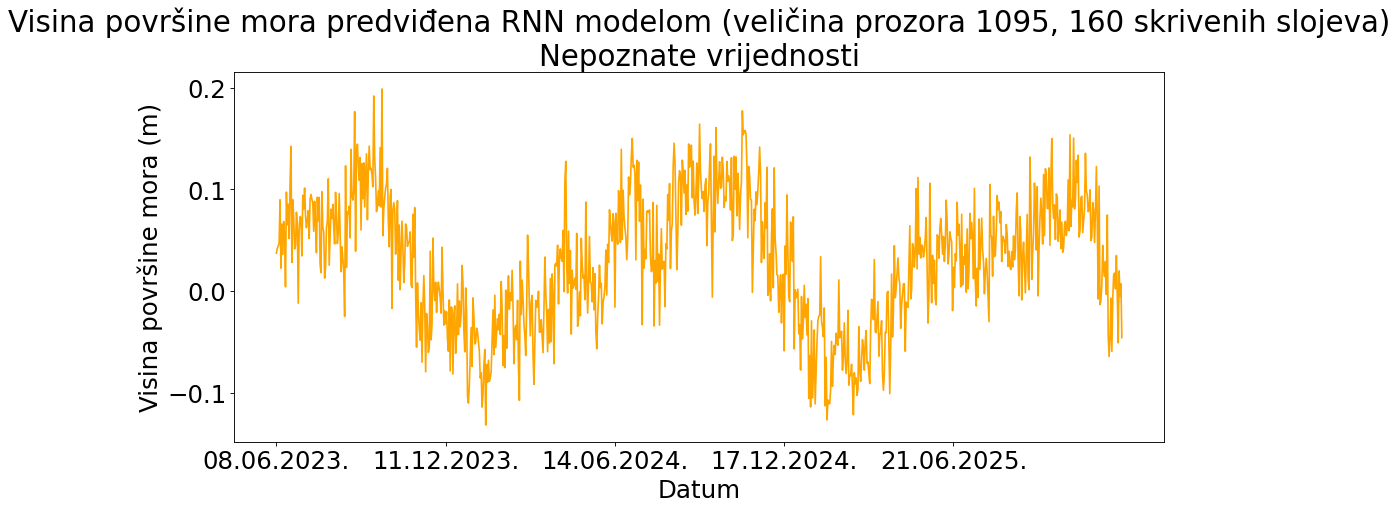 Visina površine mora predviđena RNN modelom (veličina prozora 1095, 160 skrivenih slojeva)
Nepoznate vrijednosti
Visina površine mora (m)
0.2
0.1
0.0
−0.1
08.06.2023. 11.12.2023. 14.06.2024. 17.12.2024. 21.06.2025.
Datum